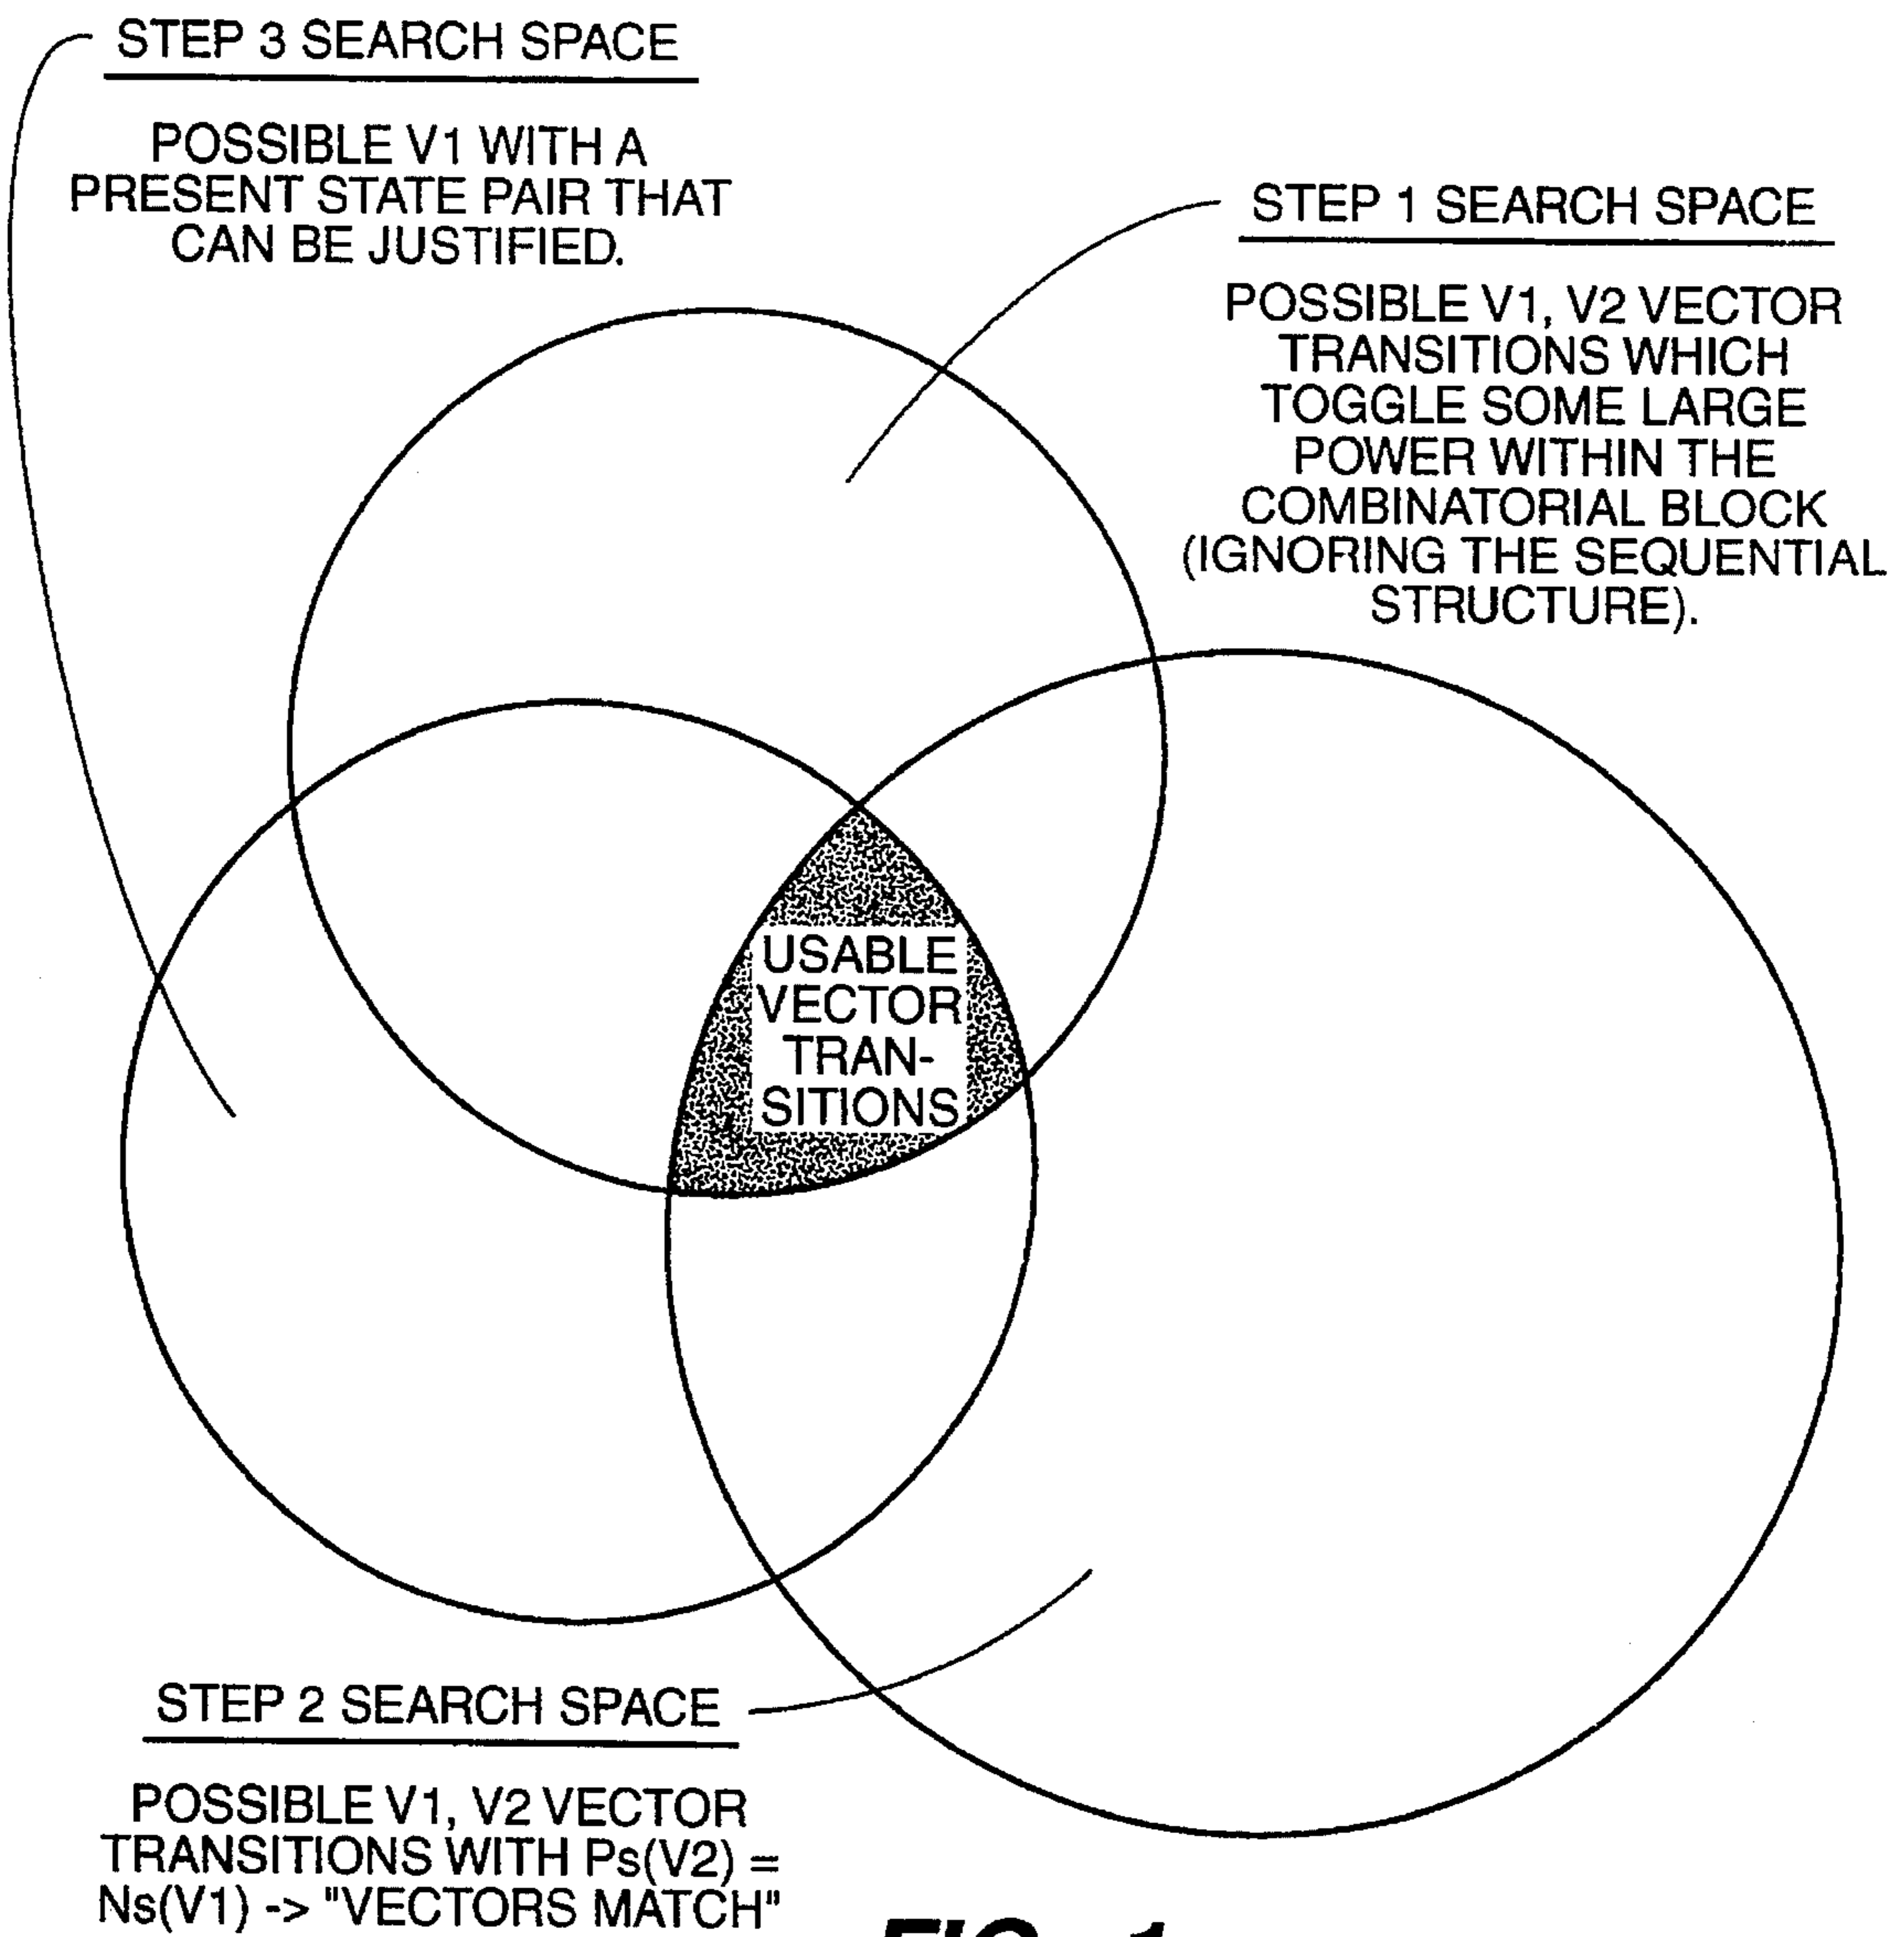 STEP 3 SEARCH SPACE
POSSIBLE V1 WITH A
PRESENT STATE PAIR THAT
CAN BE JUSTIFIED.
STEP 1 SEARCH SPACE
POSSIBLE V1, V2 VECTOR
TRANSITIONS WHICH
TOGGLE SOME LARGE
POWER WITHIN THE
COMBINATORIAL BLOCK
(IGNORING THE SEQUENTIAL
STRUCTURE).
USABLE
VECTOR
TRAN-
SITIONS
STEP 2 SEARCH SPACE
POSSIBLE V1, V2 VECTOR
TRANSITIONS WITH Ps(V2) =
Ns(V1) -> "VECTORS MATCH"